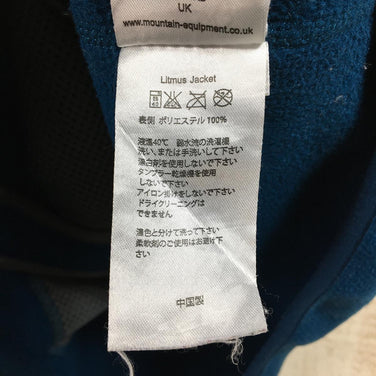 UK
www.mountain-equipment.co.uk
Litmus Jacket
表側 ポリエステル100%
液温40℃ 弱水流の洗濯機
洗い、または手洗いして下さい
漂白剤を使用しないで下さい
タンブラー乾燥機を使用
しないで下さい
アイロン掛けをしないで下さい
ドライクリーニングは
できません
濃色と分けて洗って下さい
柔軟剤のご使用はお避け下
さい
中国製